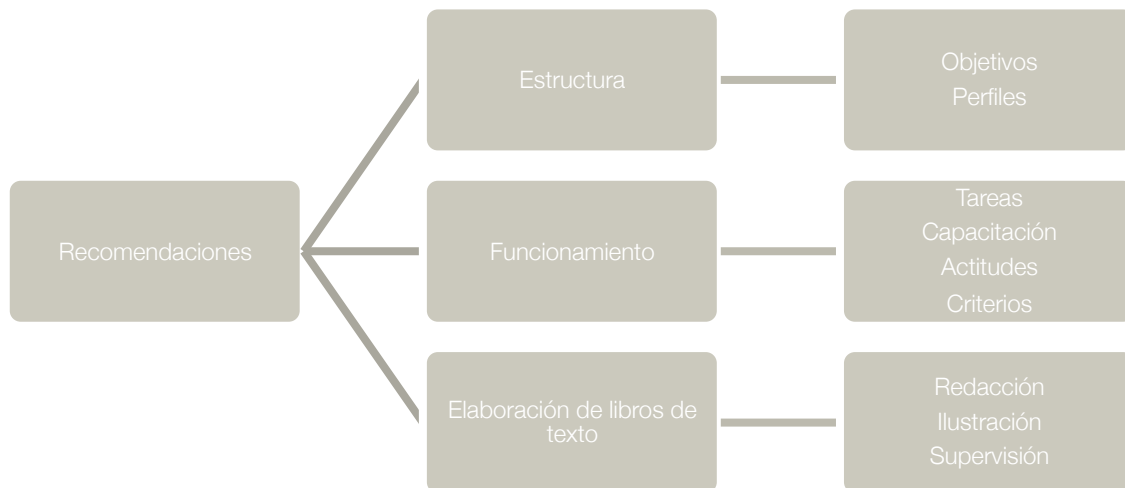 Recomendaciones
Estructura
Objetivos
Perfiles
Funcionamiento
Tareas
Capacitación
Actitudes
Criterios
Elaboración de libros de
texto
Redacción
Ilustración
Supervisión